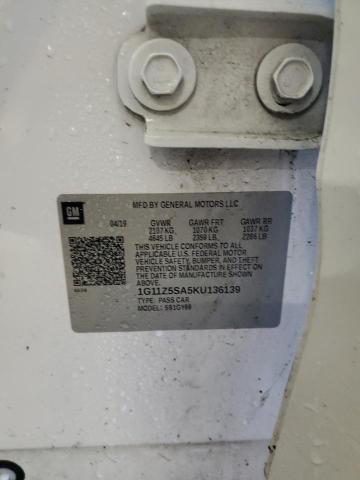 MFD BY GENERAL MOTORS LLC
GM
04/19 GVWR GAWR FRT GAWR RR
2107 KG 1070 KG 1037 KG
4645 LB 2359 LB 2286 LB
THIS VEHICLE CONFORMS TO ALL
APPLICABLE U.S. FEDERAL MOTOR
VEHICLE SAFETY, BUMPER, AND THEFT
PREVENTION STANDARDS IN EFFECT ON
THE DATE OF MANUFACTURE SHOWN
ABOVE.
1G11Z5SA5KU136139
TYPE: PASS CAR
MODEL: